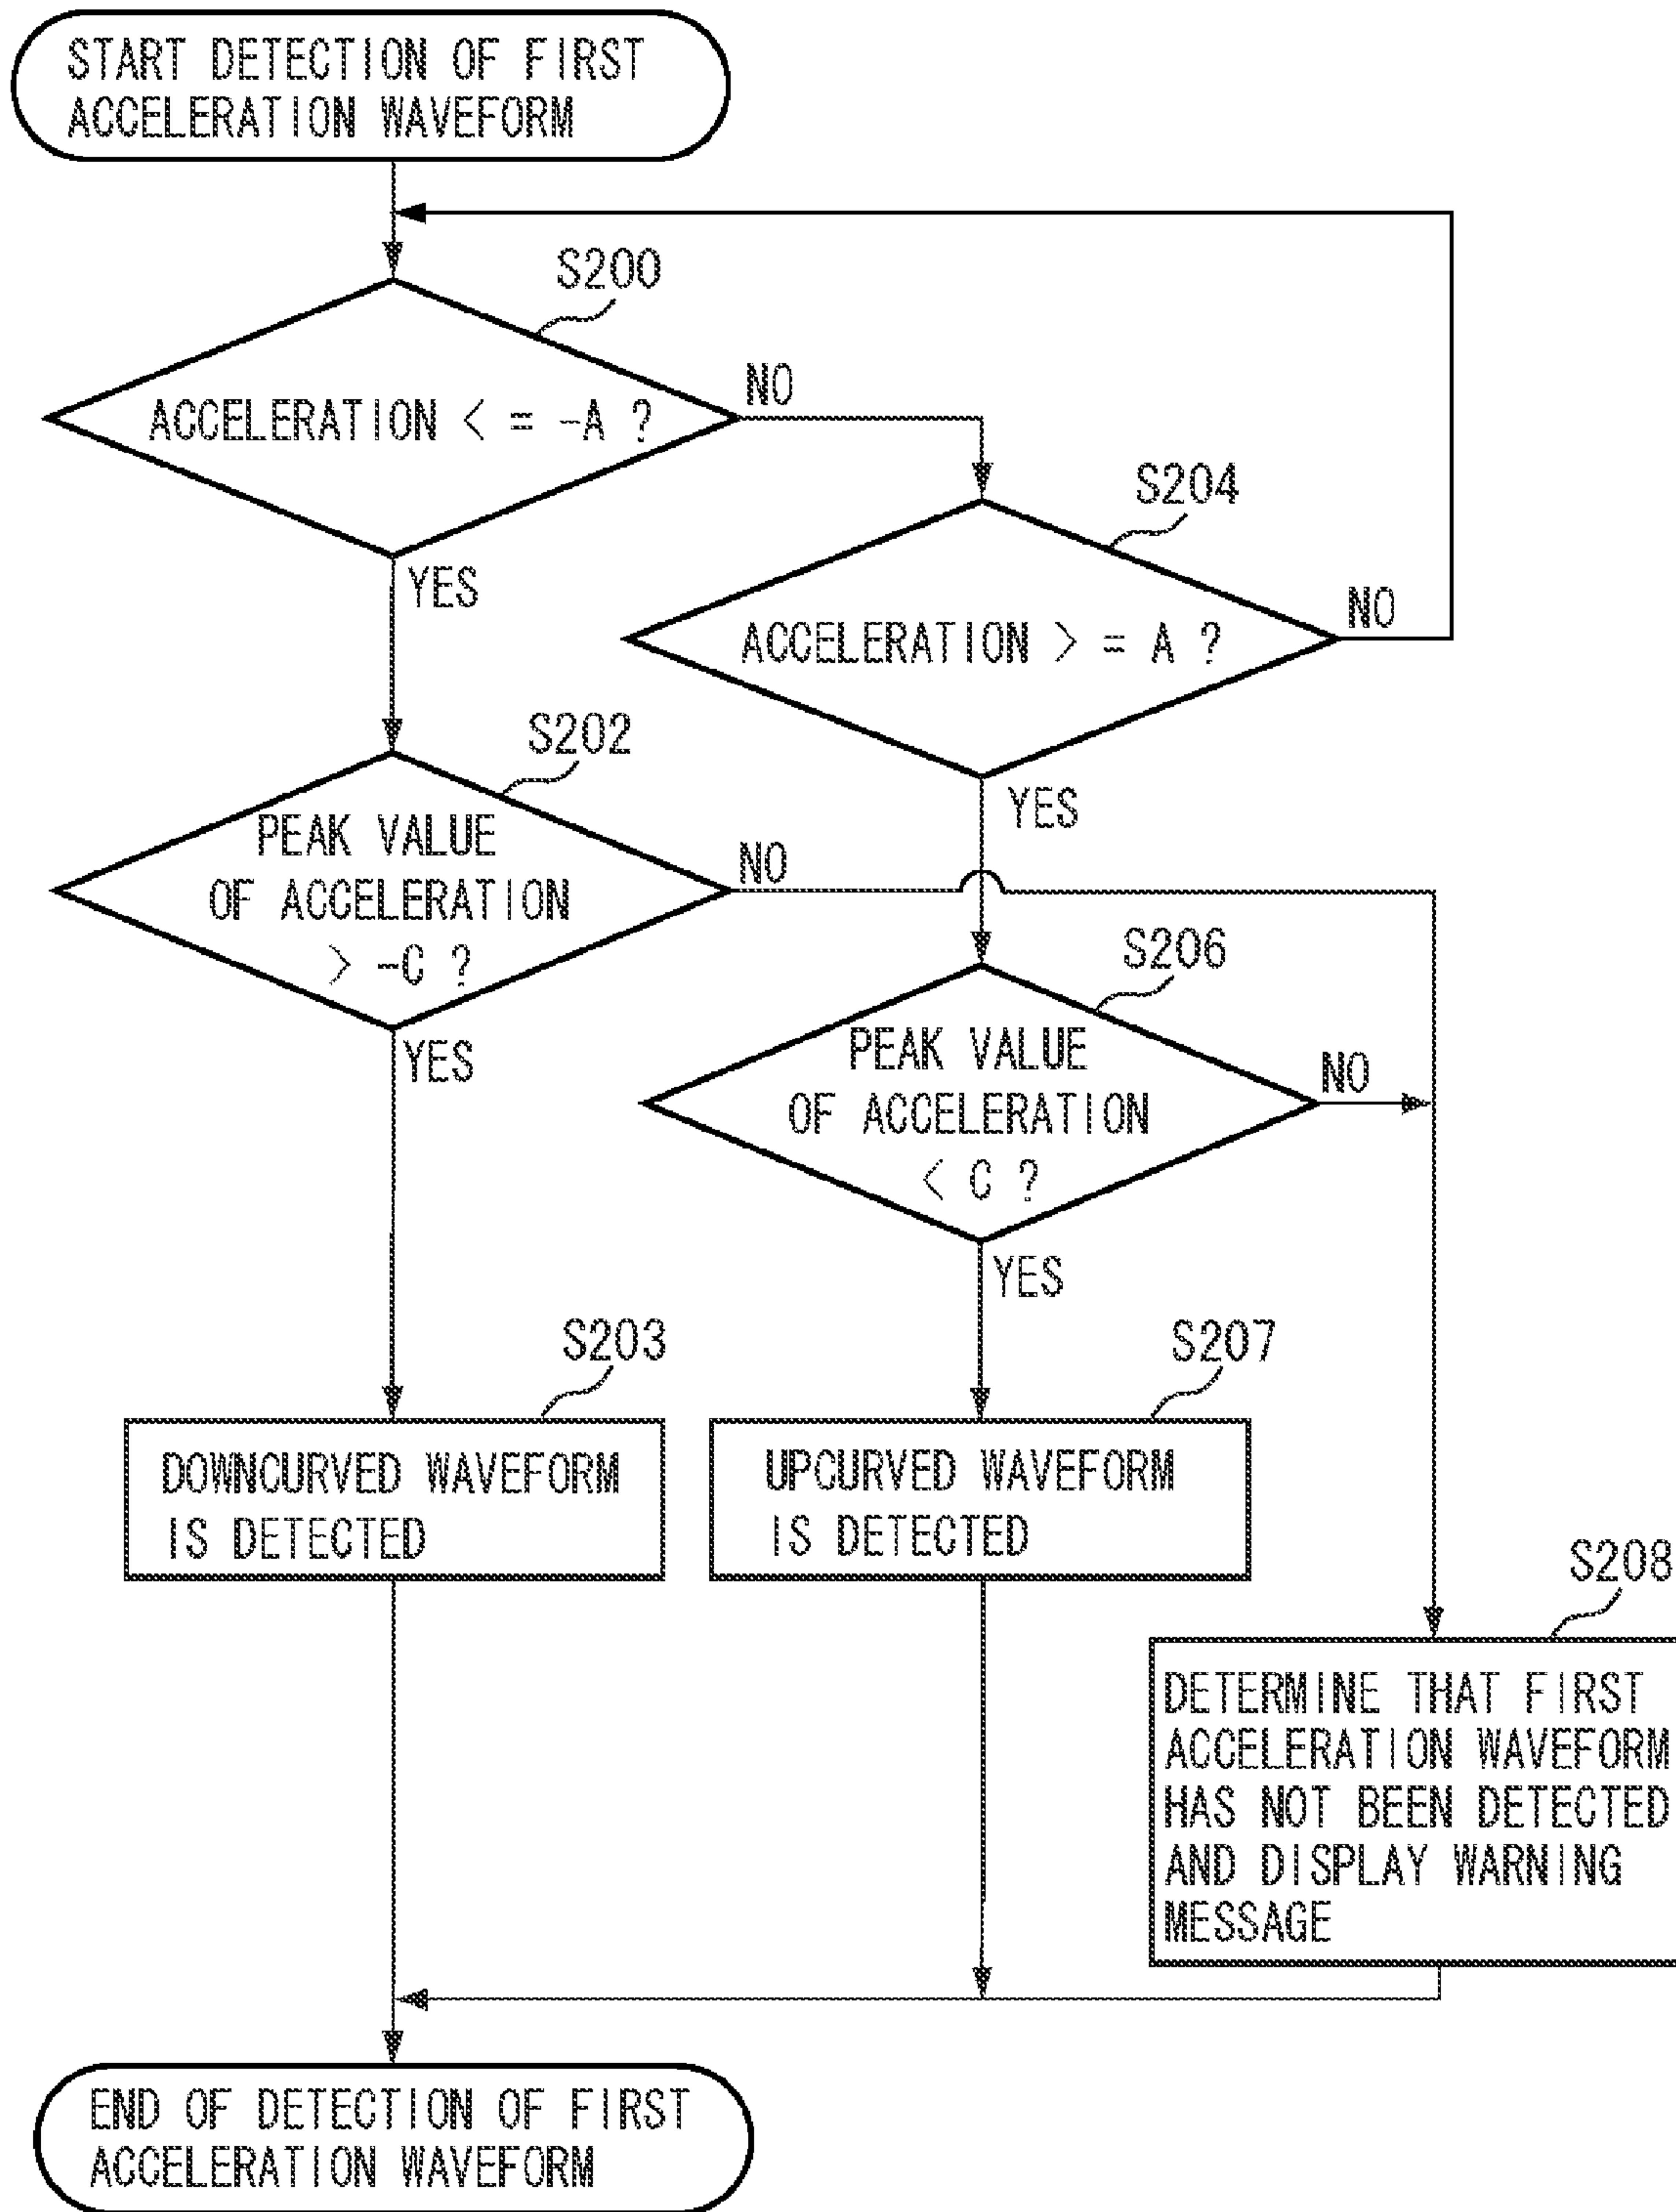 START DETECTION OF FIRST
ACCELERATION WAVEFORM
S200
ACCELERATION < = -A ?
NO
YES
S204
ACCELERATION > = A ?
NO
YES
S202
PEAK VALUE
OF ACCELERATION
> -C ?
NO
YES
S206
PEAK VALUE
OF ACCELERATION
< C ?
NO
YES
S203
DOWNCURVED WAVEFORM
IS DETECTED
S207
UPCURVED WAVEFORM
IS DETECTED
S208
DETERMINE THAT FIRST
ACCELERATION WAVEFORM
HAS NOT BEEN DETECTED
AND DISPLAY WARNING
MESSAGE
END OF DETECTION OF FIRST
ACCELERATION WAVEFORM